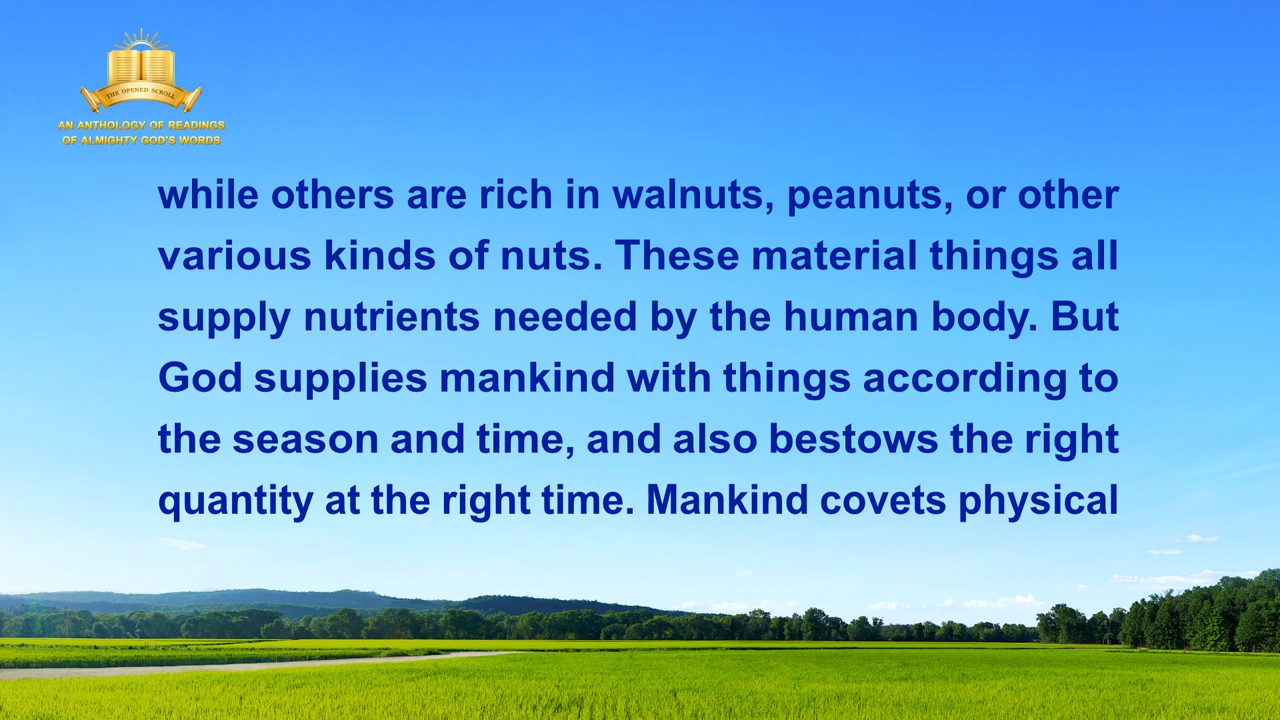 THE OPENED SCROLL
AN ANTHOLOGY OF READINGS
OF ALMIGHTY GOD'S WORDS
while others are rich in walnuts, peanuts, or other
various kinds of nuts. These material things all
supply nutrients needed by the human body. But
God supplies mankind with things according to
the season and time, and also bestows the right
quantity at the right time. Mankind covets physical